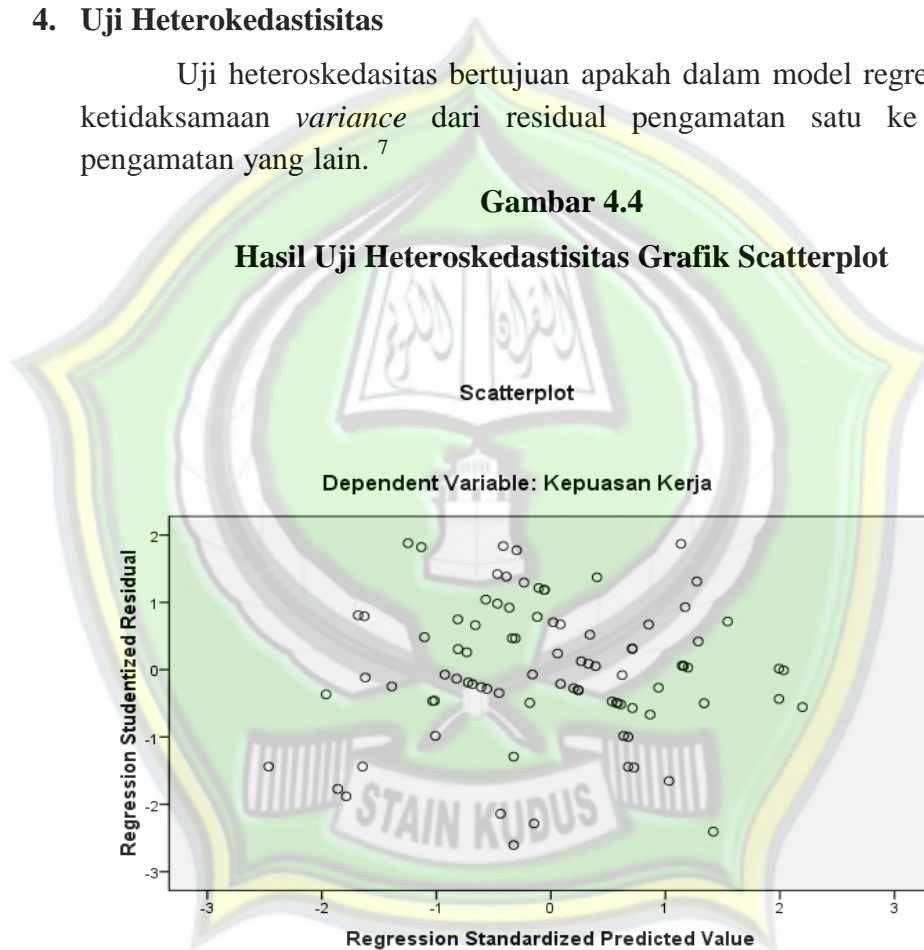 4. Uji Heterokedastisitas
Uji heteroskedasitas bertujuan apakah dalam model regre
ketidaksamaan variance dari residual pengamatan satu ke
pengamatan yang lain. 7
Gambar 4.4
Hasil Uji Heteroskedastisitas Grafik Scatterplot
القرآن
Scatterplot
Dependent Variable: Kepuasan Kerja
Regression Studentized Residual
2
1
0
-1
-2
-3
STAIN KUDUS
-3
-2
-1
0
1
2
3
Regression Standardized Predicted Value